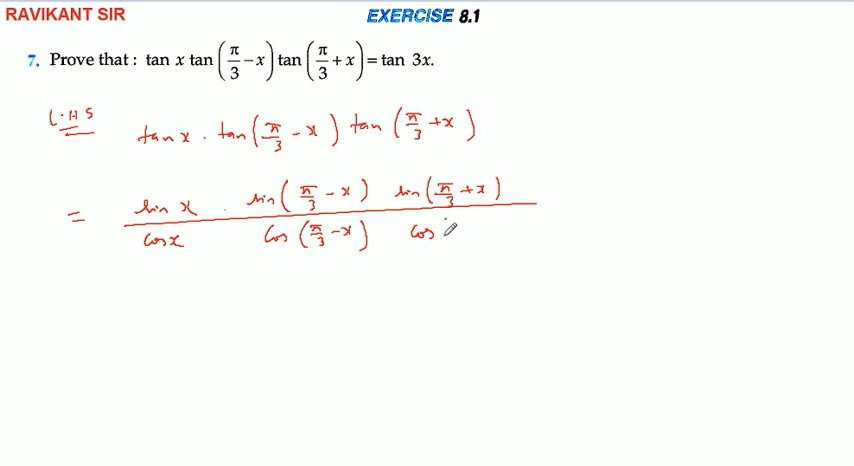 RAVIKANT SIR
EXERCISE 8.1
7. Prove that : tan x tan(π/3 − x) tan(π/3 + x) = tan 3x.
L.H.S
tan x . tan(π/3 − x) tan(π/3 + x)
= sin x . sin(π/3 − x) sin(π/3 + x)
cos x cos(π/3 − x) cos